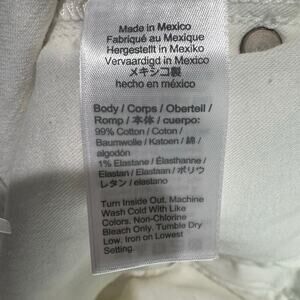 Made in Mexico
Fabriqué au Mexique
Hergestellt in Mexiko
Vervaardigd in Mexico
メキシコ製
hecho en méxico
Body / Corps / Oberteil /
Romp / 本体 / cuerpo:
99% Cotton / Coton /
Baumwolle / Katoen / 綿 /
algodón
1% Elastane / Élasthanne /
Elastan / Elastaan / ポリウ
レタン / elastano
Turn Inside Out. Machine
Wash Cold With Like
Colors. Non-Chlorine
Bleach Only. Tumble Dry
Low. Iron on Lowest
Setting.